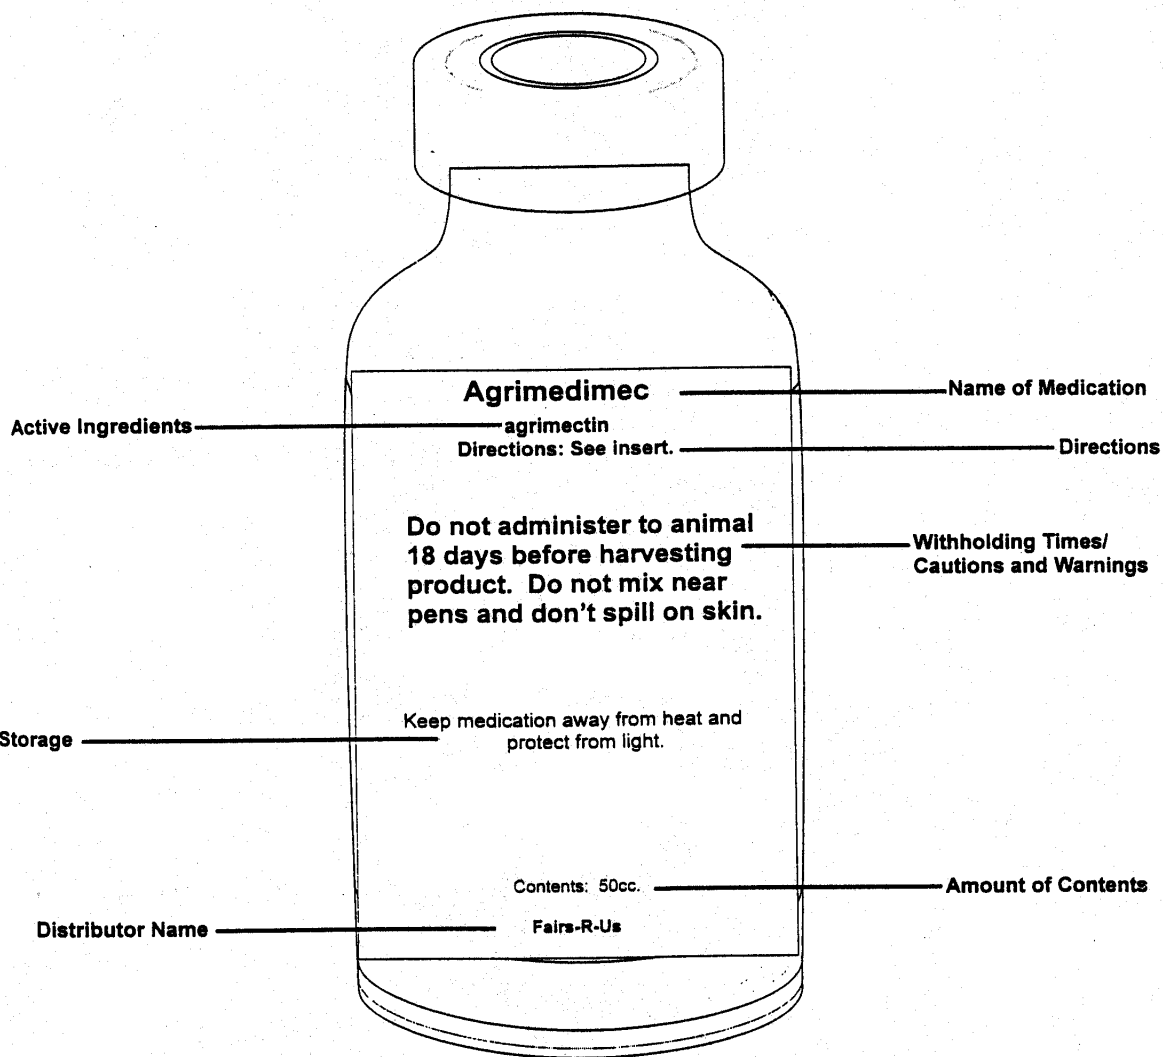 Agrimedimec
Name of Medication
Active Ingredients
agrimectin
Directions: See insert.
Directions
Do not administer to animal
18 days before harvesting
product. Do not mix near
pens and don't spill on skin.
Withholding Times/
Cautions and Warnings
Storage
Keep medication away from heat and
protect from light.
Contents: 50cc.
Amount of Contents
Distributor Name
Fairs-R-Us